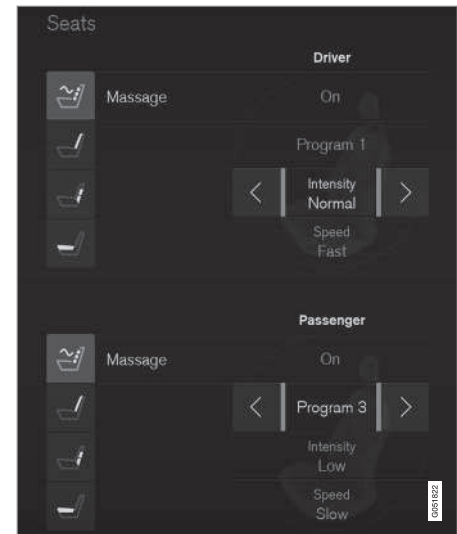 Seats
Driver
Massage On
Program 1
Intensity
Normal
Speed
Fast
Passenger
Massage On
Program 3
Intensity
Low
Speed
Slow
G051822